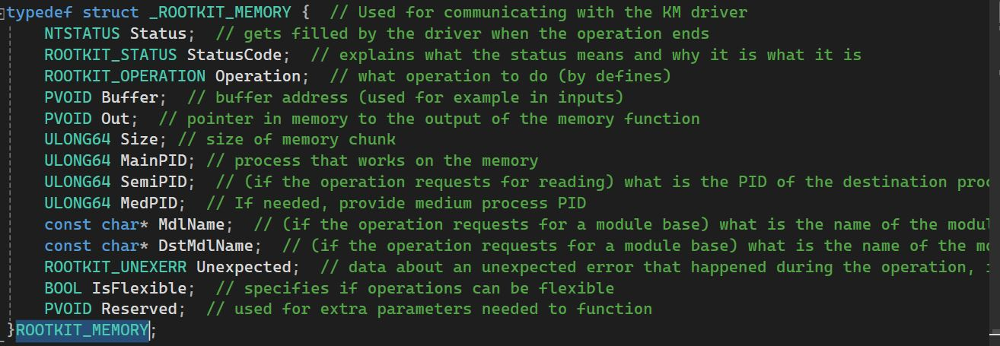 typedef struct _ROOTKIT_MEMORY {  // Used for communicating with the KM driver
    NTSTATUS Status;  // gets filled by the driver when the operation ends
    ROOTKIT_STATUS StatusCode;  // explains what the status means and why it is what it is
    ROOTKIT_OPERATION Operation;  // what operation to do (by defines)
    PVOID Buffer;  // buffer address (used for example in inputs)
    PVOID Out;  // pointer in memory to the output of the memory function
    ULONG64 Size; // size of memory chunk
    ULONG64 MainPID; // process that works on the memory
    ULONG64 SemiPID;  // (if the operation requests for reading) what is the PID of the destination
    ULONG64 MedPID;  // If needed, provide medium process PID
    const char* MdlName;  // (if the operation requests for a module base) what is the name of the
    const char* DstMdlName;  // (if the operation requests for a module base) what is the name of the
    ROOTKIT_UNEXERR Unexpected;  // data about an unexpected error that happened during the operation,
    BOOL IsFlexible;  // specifies if operations can be flexible
    PVOID Reserved;  // used for extra parameters needed to function
}ROOTKIT_MEMORY;